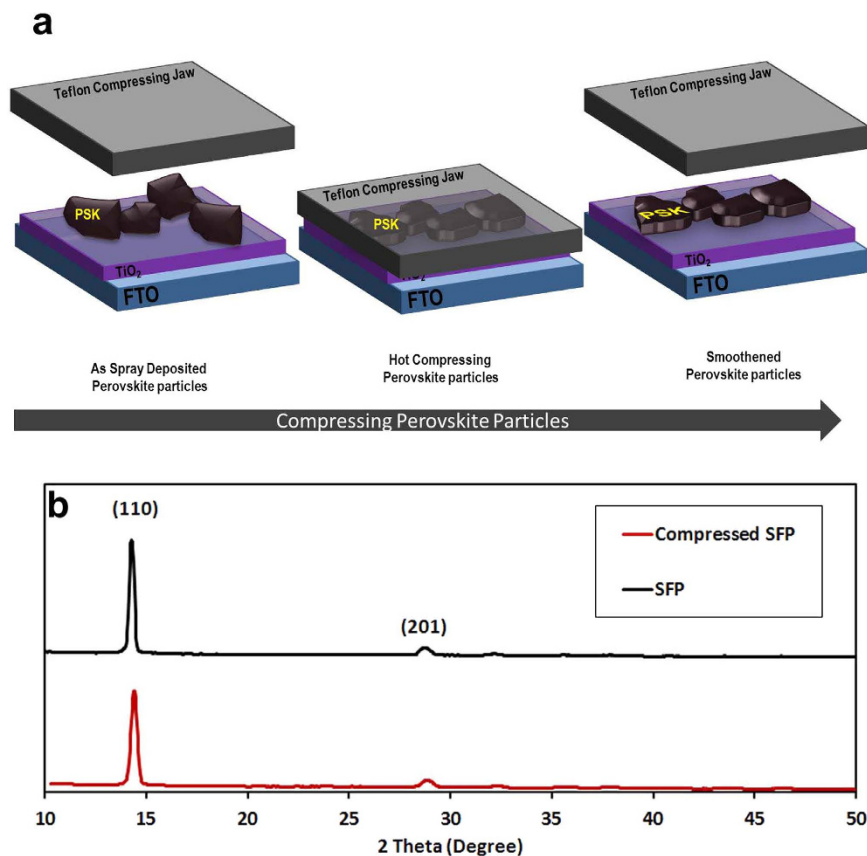 a
Teflon Compressing Jaw
PSK
TiO₂
FTO
Teflon Compressing Jaw
PSK
FTO
Teflon Compressing Jaw
PSK
TiO₂
FTO
As Spray Deposited
Perovskite particles
Hot Compressing
Perovskite particles
Smoothened
Perovskite particles
Compressing Perovskite Particles
b
(110)
(201)
Compressed SFP
SFP
10 15 20 25 30 35 40 45 50
2 Theta (Degree)